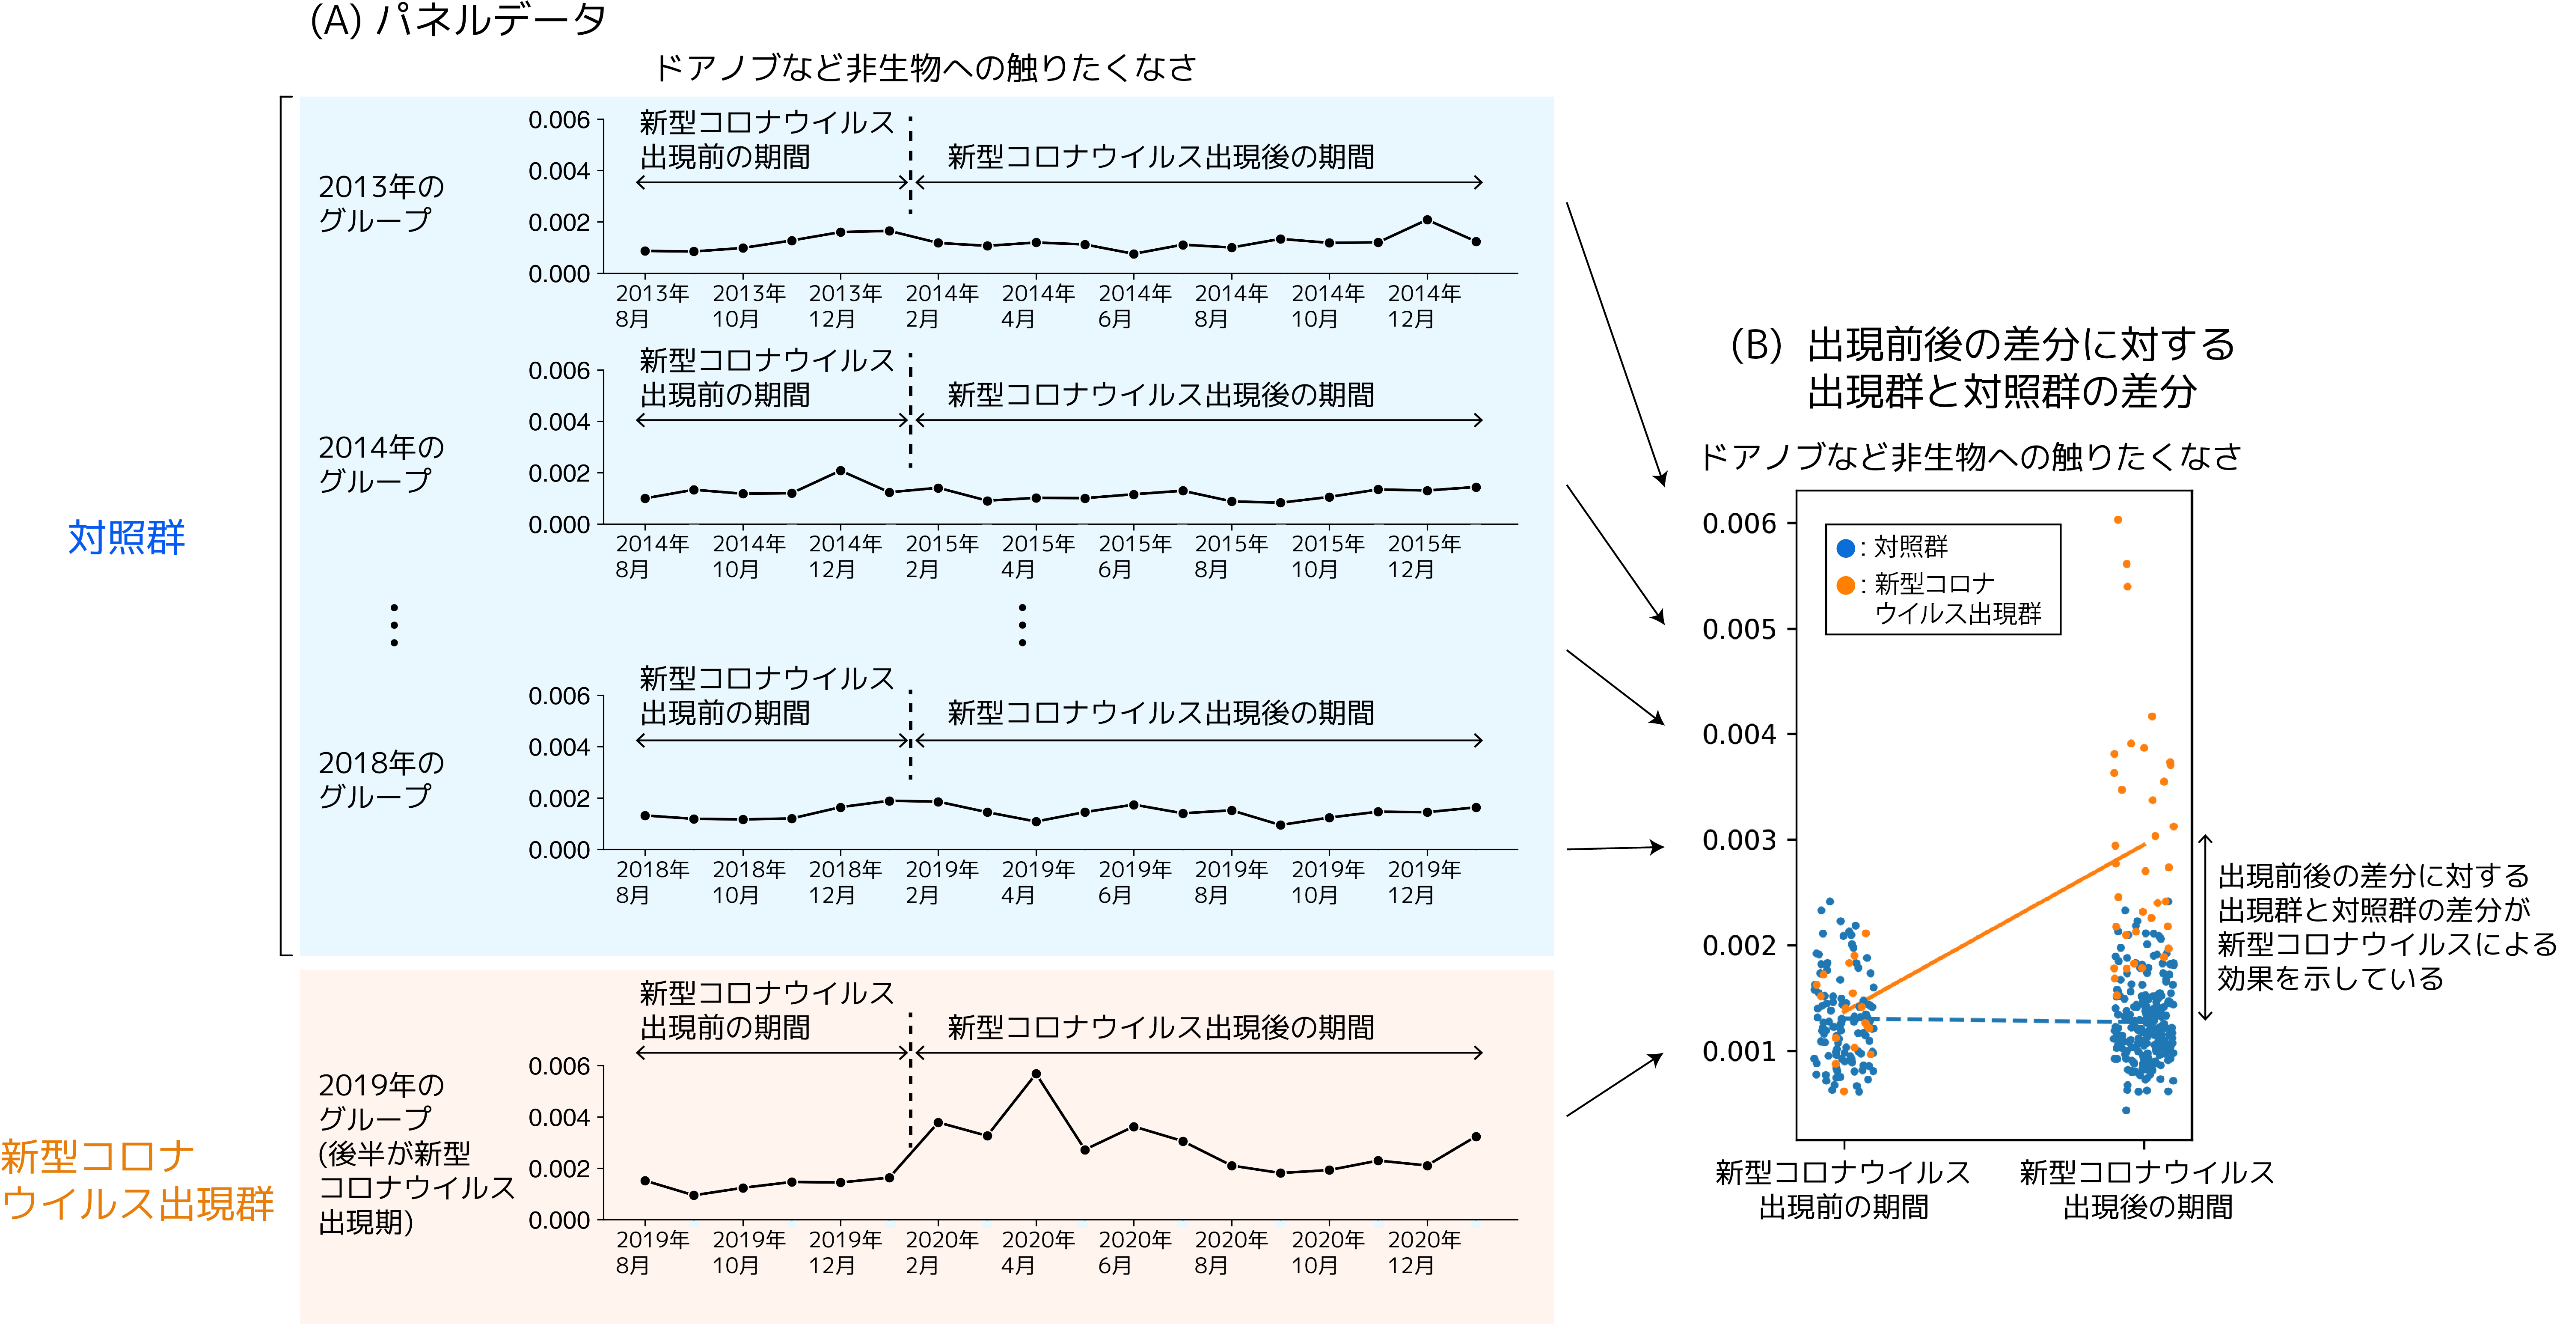 (A) パネルデータ
ドアノブなど非生物への触りたくなさ
対照群
2013年の
グループ
新型コロナウイルス
出現前の期間
新型コロナウイルス出現後の期間
0.006
0.004
0.002
0.000
2013年 2013年 2013年 2014年 2014年 2014年 2014年 2014年 2014年
8月 10月 12月 2月 4月 6月 8月 10月 12月
2014年の
グループ
新型コロナウイルス
出現前の期間
新型コロナウイルス出現後の期間
0.006
0.004
0.002
0.000
2014年 2014年 2014年 2015年 2015年 2015年 2015年 2015年 2015年
8月 10月 12月 2月 4月 6月 8月 10月 12月
2018年の
グループ
新型コロナウイルス
出現前の期間
新型コロナウイルス出現後の期間
0.006
0.004
0.002
0.000
2018年 2018年 2018年 2019年 2019年 2019年 2019年 2019年 2019年
8月 10月 12月 2月 4月 6月 8月 10月 12月
新型コロナ
ウイルス出現群
2019年の
グループ
(後半が新型
コロナウイルス
出現期)
新型コロナウイルス
出現前の期間
新型コロナウイルス出現後の期間
0.006
0.004
0.002
0.000
2019年 2019年 2019年 2020年 2020年 2020年 2020年 2020年 2020年
8月 10月 12月 2月 4月 6月 8月 10月 12月
(B) 出現前後の差分に対する
出現群と対照群の差分
ドアノブなど非生物への触りたくなさ
0.006
0.005
0.004
0.003
0.002
0.001
: 対照群
: 新型コロナ
ウイルス出現群
出現前後の差分に対する
出現群と対照群の差分が
新型コロナウイルスによる
効果を示している
新型コロナウイルス
出現前の期間
新型コロナウイルス
出現後の期間